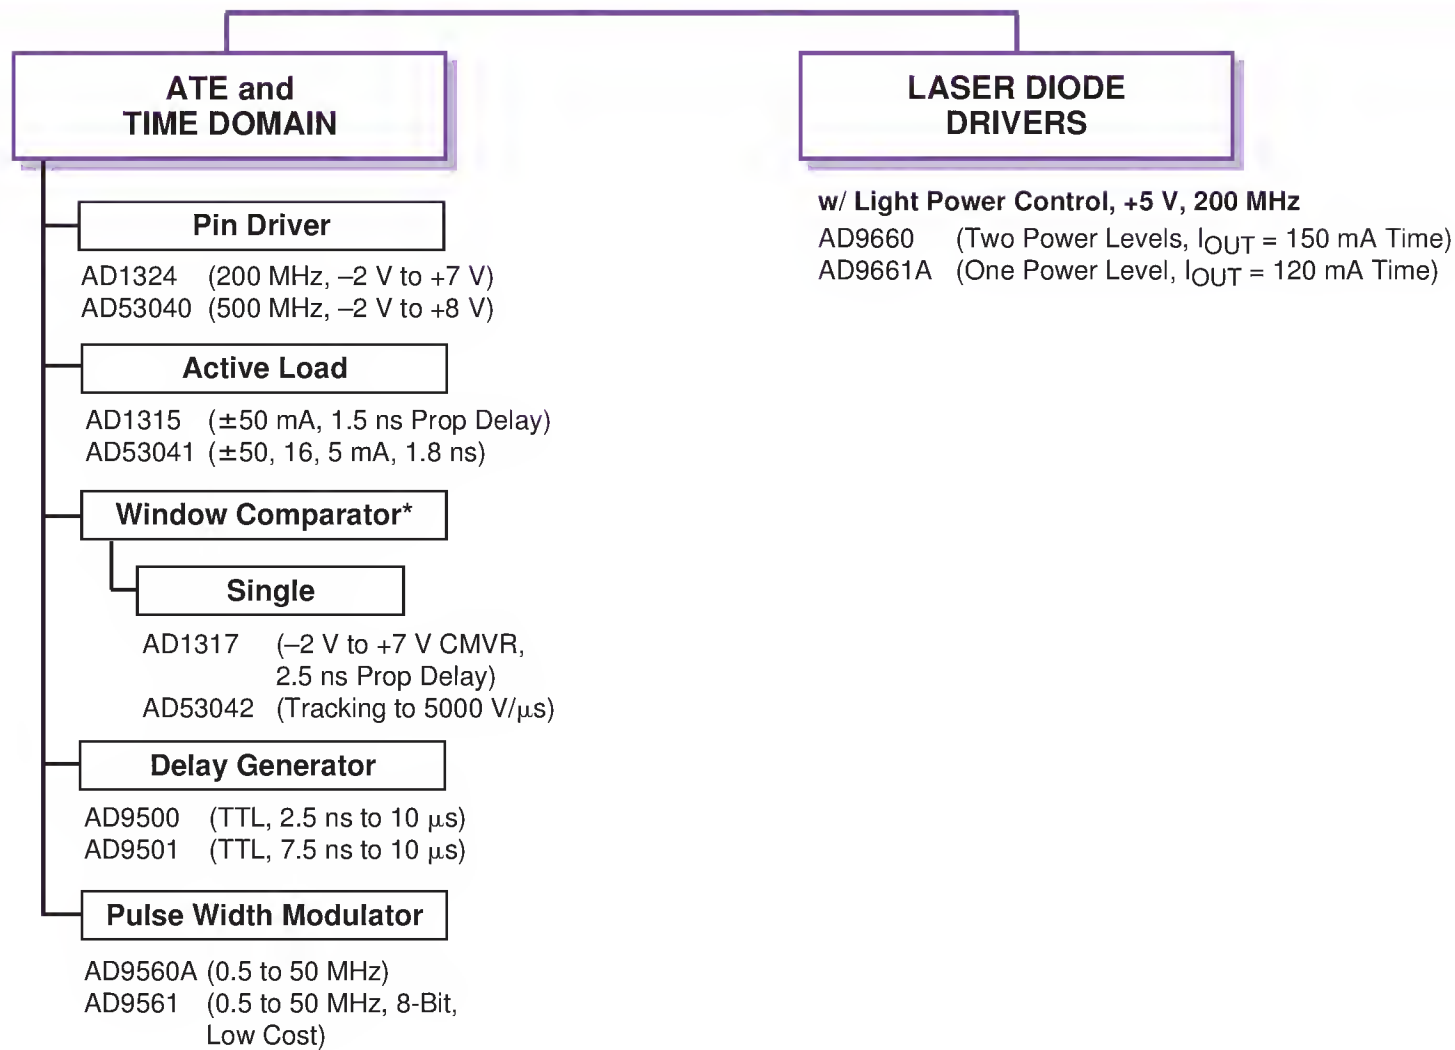 ATE and
TIME DOMAIN
Pin Driver
AD1324 (200 MHz, –2 V to +7 V)
AD53040 (500 MHz, –2 V to +8 V)
Active Load
AD1315 (±50 mA, 1.5 ns Prop Delay)
AD53041 (±50, 16, 5 mA, 1.8 ns)
Window Comparator*
Single
AD1317 (–2 V to +7 V CMVR,
2.5 ns Prop Delay)
AD53042 (Tracking to 5000 V/μs)
Delay Generator
AD9500 (TTL, 2.5 ns to 10 μs)
AD9501 (TTL, 7.5 ns to 10 μs)
Pulse Width Modulator
AD9560A (0.5 to 50 MHz)
AD9561 (0.5 to 50 MHz, 8-Bit,
Low Cost)
LASER DIODE
DRIVERS
w/ Light Power Control, +5 V, 200 MHz
AD9660 (Two Power Levels, IOUT = 150 mA Time)
AD9661A (One Power Level, IOUT = 120 mA Time)